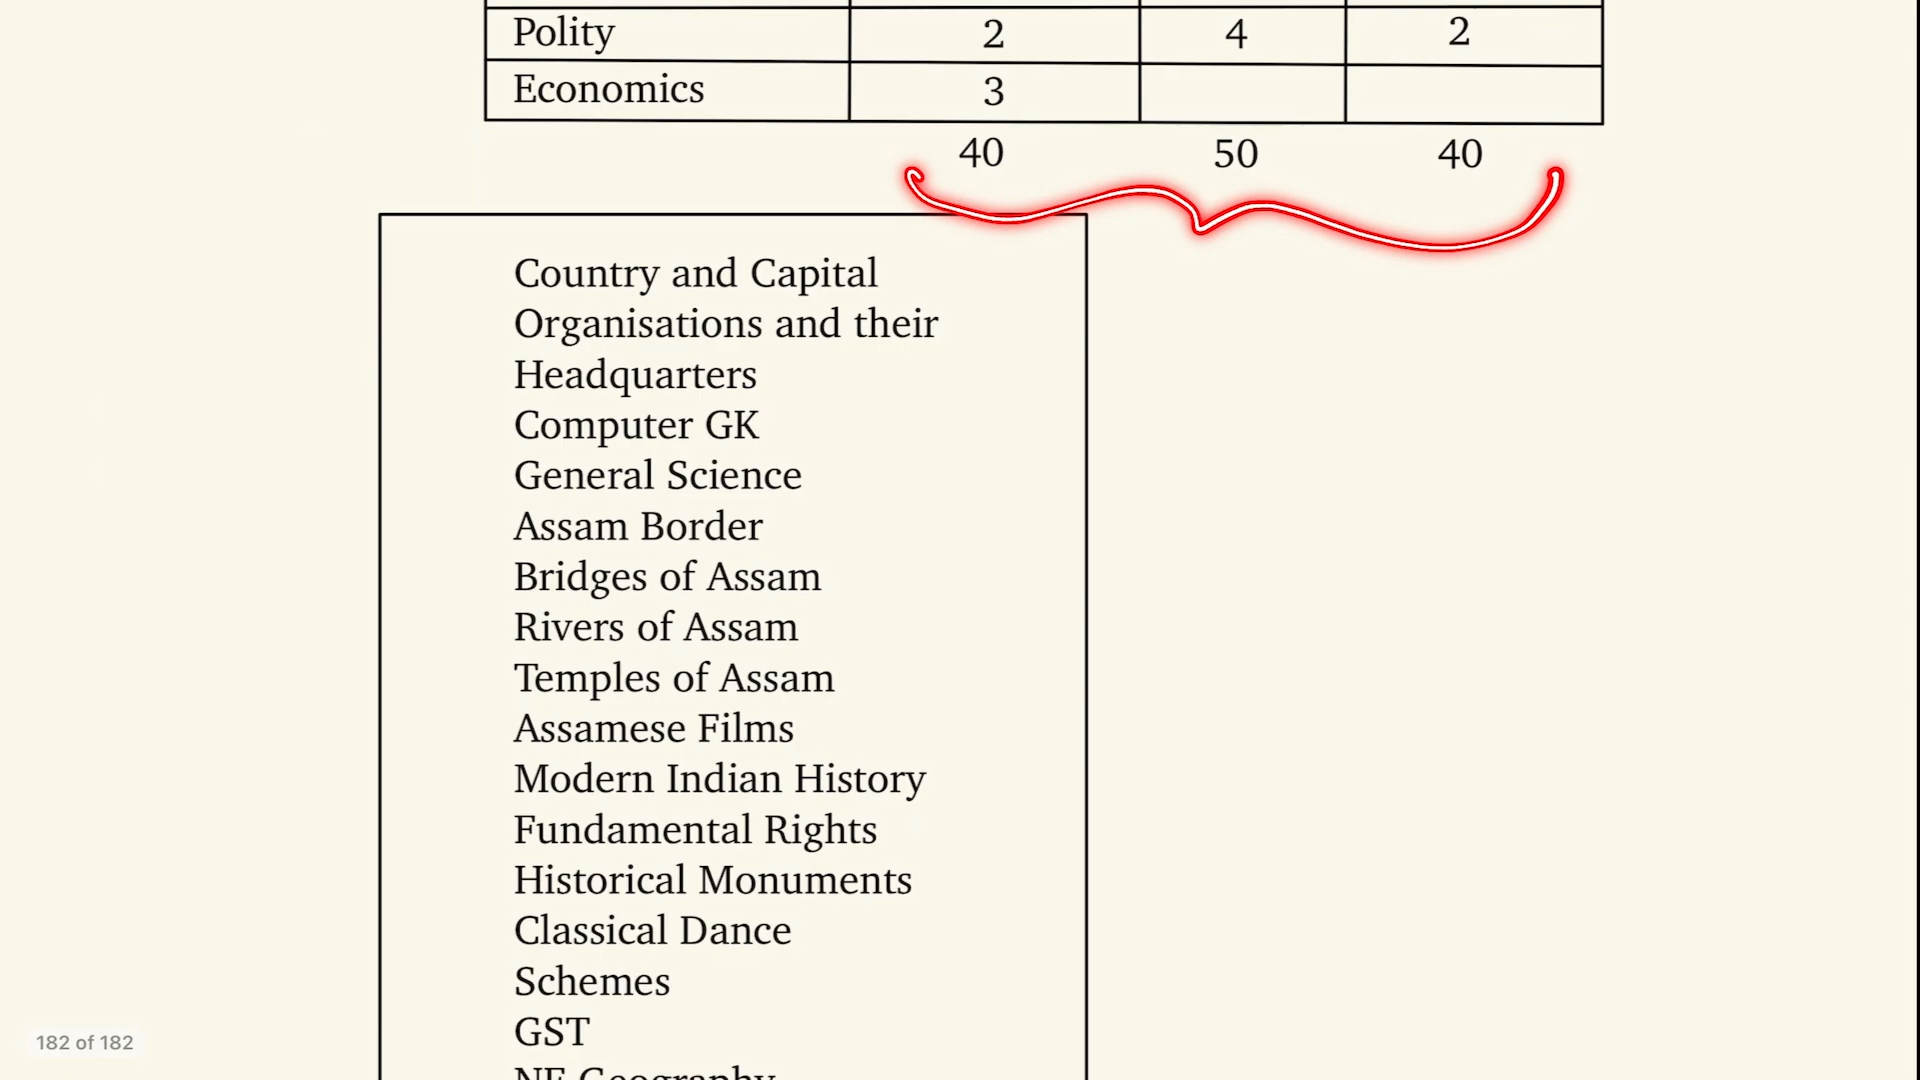 Polity 2 4 2
Economics 3
40 50 40
Country and Capital
Organisations and their
Headquarters
Computer GK
General Science
Assam Border
Bridges of Assam
Rivers of Assam
Temples of Assam
Assamese Films
Modern Indian History
Fundamental Rights
Historical Monuments
Classical Dance
Schemes
GST
NE Geography
182 of 182